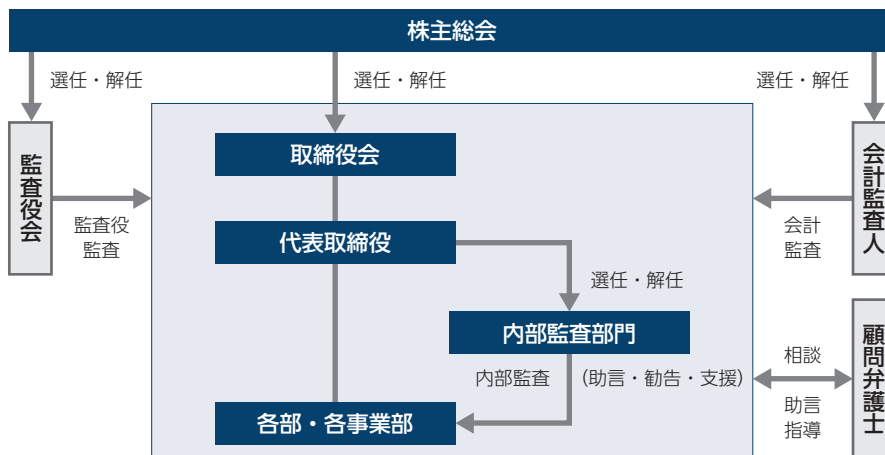 株主総会
選任・解任
選任・解任
選任・解任
監査役会
取締役会
会計監査人
監査役
監査
会計
監査
代表取締役
選任・解任
内部監査部門
内部監査
(助言・勧告・支援)
相談
助言
指導
顧問弁護士
各部・各事業部